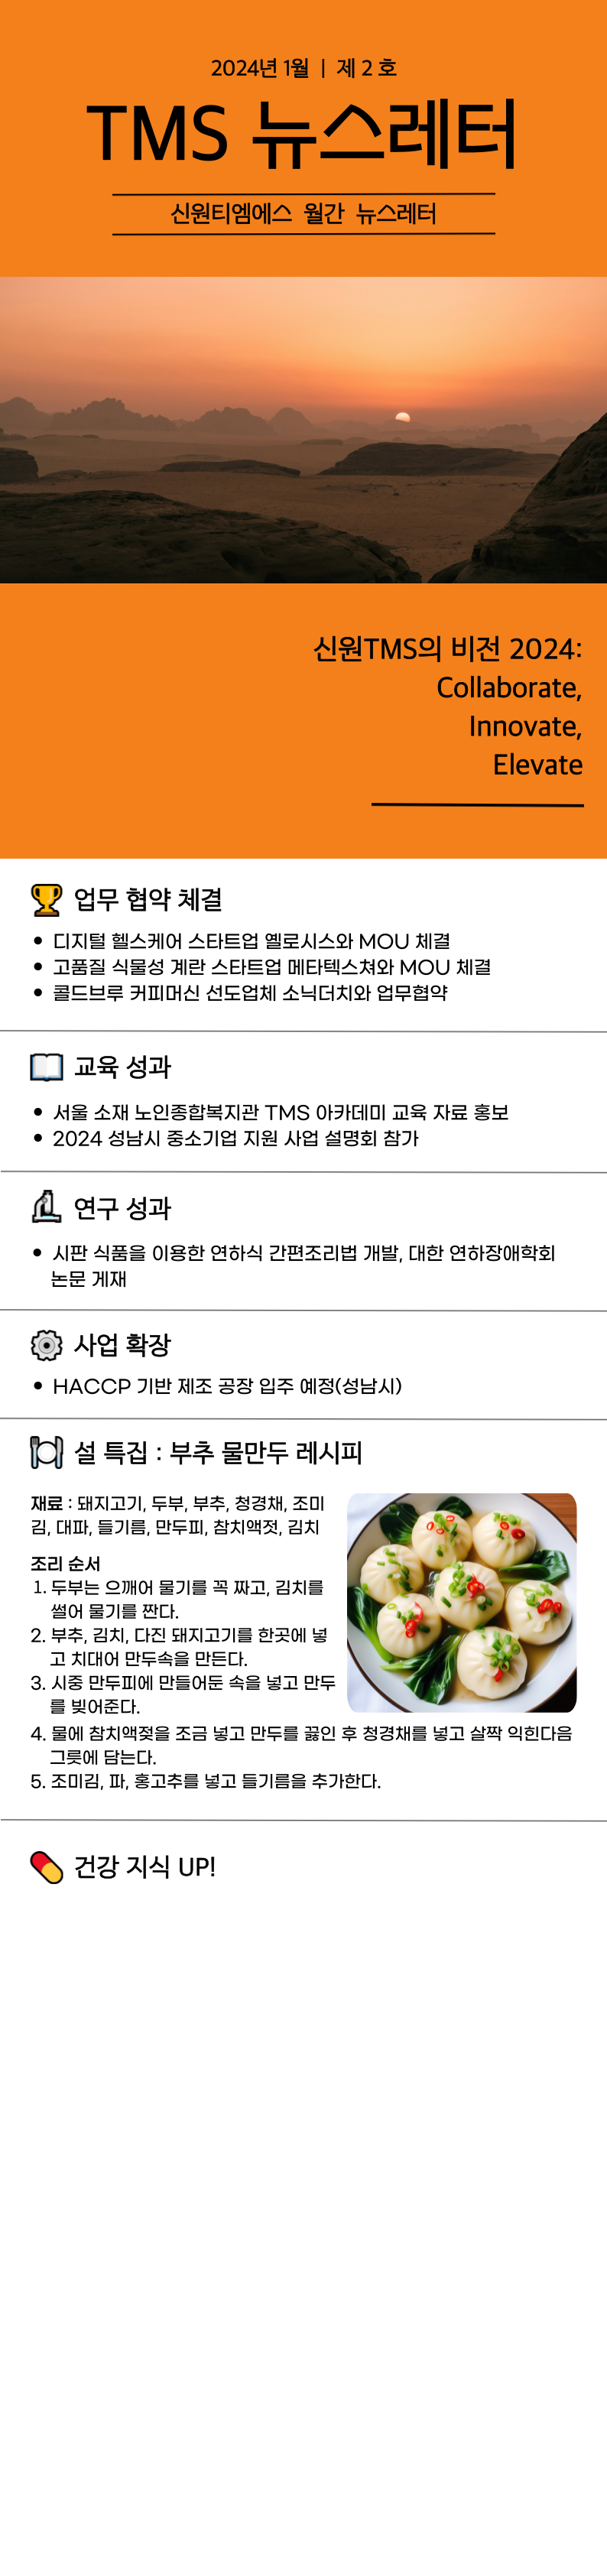 2024년 1월 | 제 2 호
TMS 뉴스레터
신원티엠에스 월간 뉴스레터
신원TMS의 비전 2024:
Collaborate,
Innovate,
Elevate
업무 협약 체결
• 디지털 헬스케어 스타트업 옐로시스와 MOU 체결
• 고품질 식물성 계란 스타트업 메타텍스쳐와 MOU 체결
• 콜드브루 커피머신 선도업체 소닉더치와 업무협약
교육 성과
• 서울 소재 노인종합복지관 TMS 아카데미 교육 자료 홍보
• 2024 성남시 중소기업 지원 사업 설명회 참가
연구 성과
• 시판 식품을 이용한 연하식 간편조리법 개발, 대한 연하장애학회
논문 게재
사업 확장
• HACCP 기반 제조 공장 입주 예정(성남시)
설 특집 : 부추 물만두 레시피
재료 : 돼지고기, 두부, 부추, 청경채, 조미
김, 대파, 들기름, 만두피, 참치액젓, 김치
조리 순서
1. 두부는 으깨어 물기를 꼭 짜고, 김치를
썰어 물기를 짠다.
2. 부추, 김치, 다진 돼지고기를 한곳에 넣
고 치대어 만두속을 만든다.
3. 시중 만두피에 만들어둔 속을 넣고 만두
를 빚어준다.
4. 물에 참치액젖을 조금 넣고 만두를 끓인 후 청경채를 넣고 살짝 익힌다음
그릇에 담는다.
5. 조미김, 파, 홍고추를 넣고 들기름을 추가한다.
건강 지식 UP!